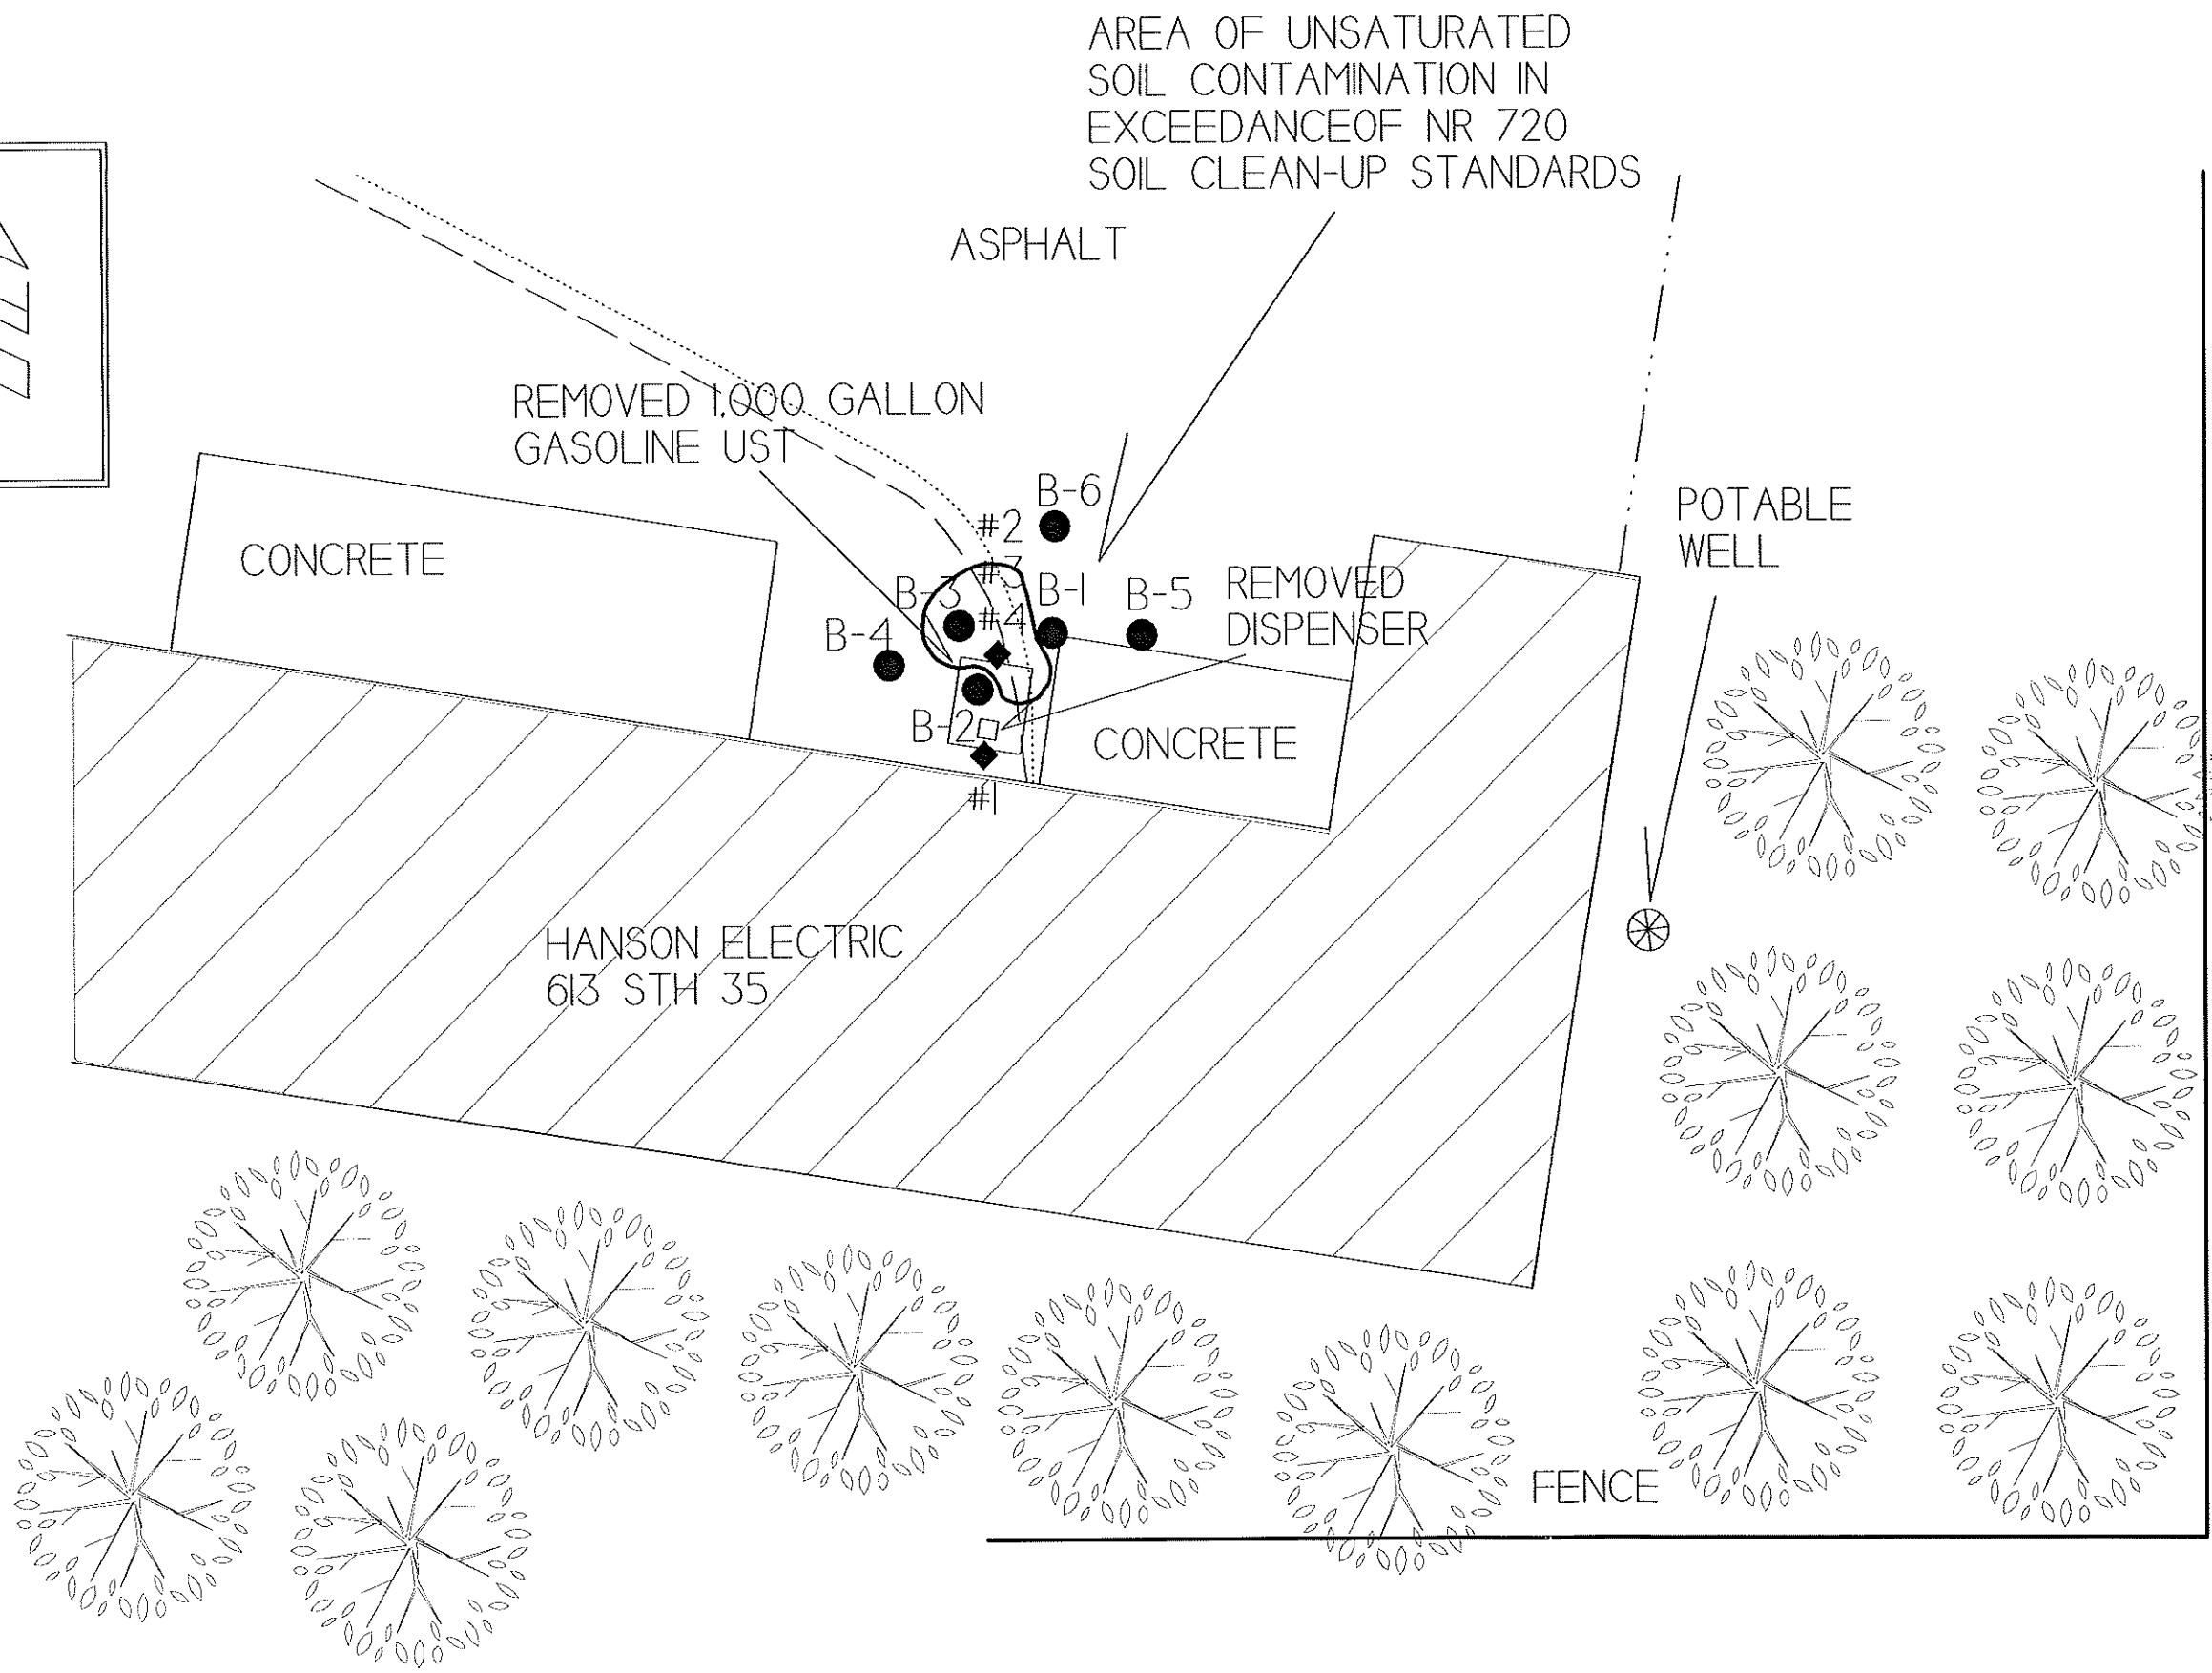 AREA OF UNSATURATED
SOIL CONTAMINATION IN
EXCEEDANCEOF NR 720
SOIL CLEAN-UP STANDARDS
ASPHALT
REMOVED 1,000 GALLON
GASOLINE UST
B-6
#2
POTABLE
WELL
CONCRETE
#3
B-3
B-1
B-5
REMOVED
DISPENSER
#4
B-4
B-2
CONCRETE
#1
HANSON ELECTRIC
613 STH 35
FENCE